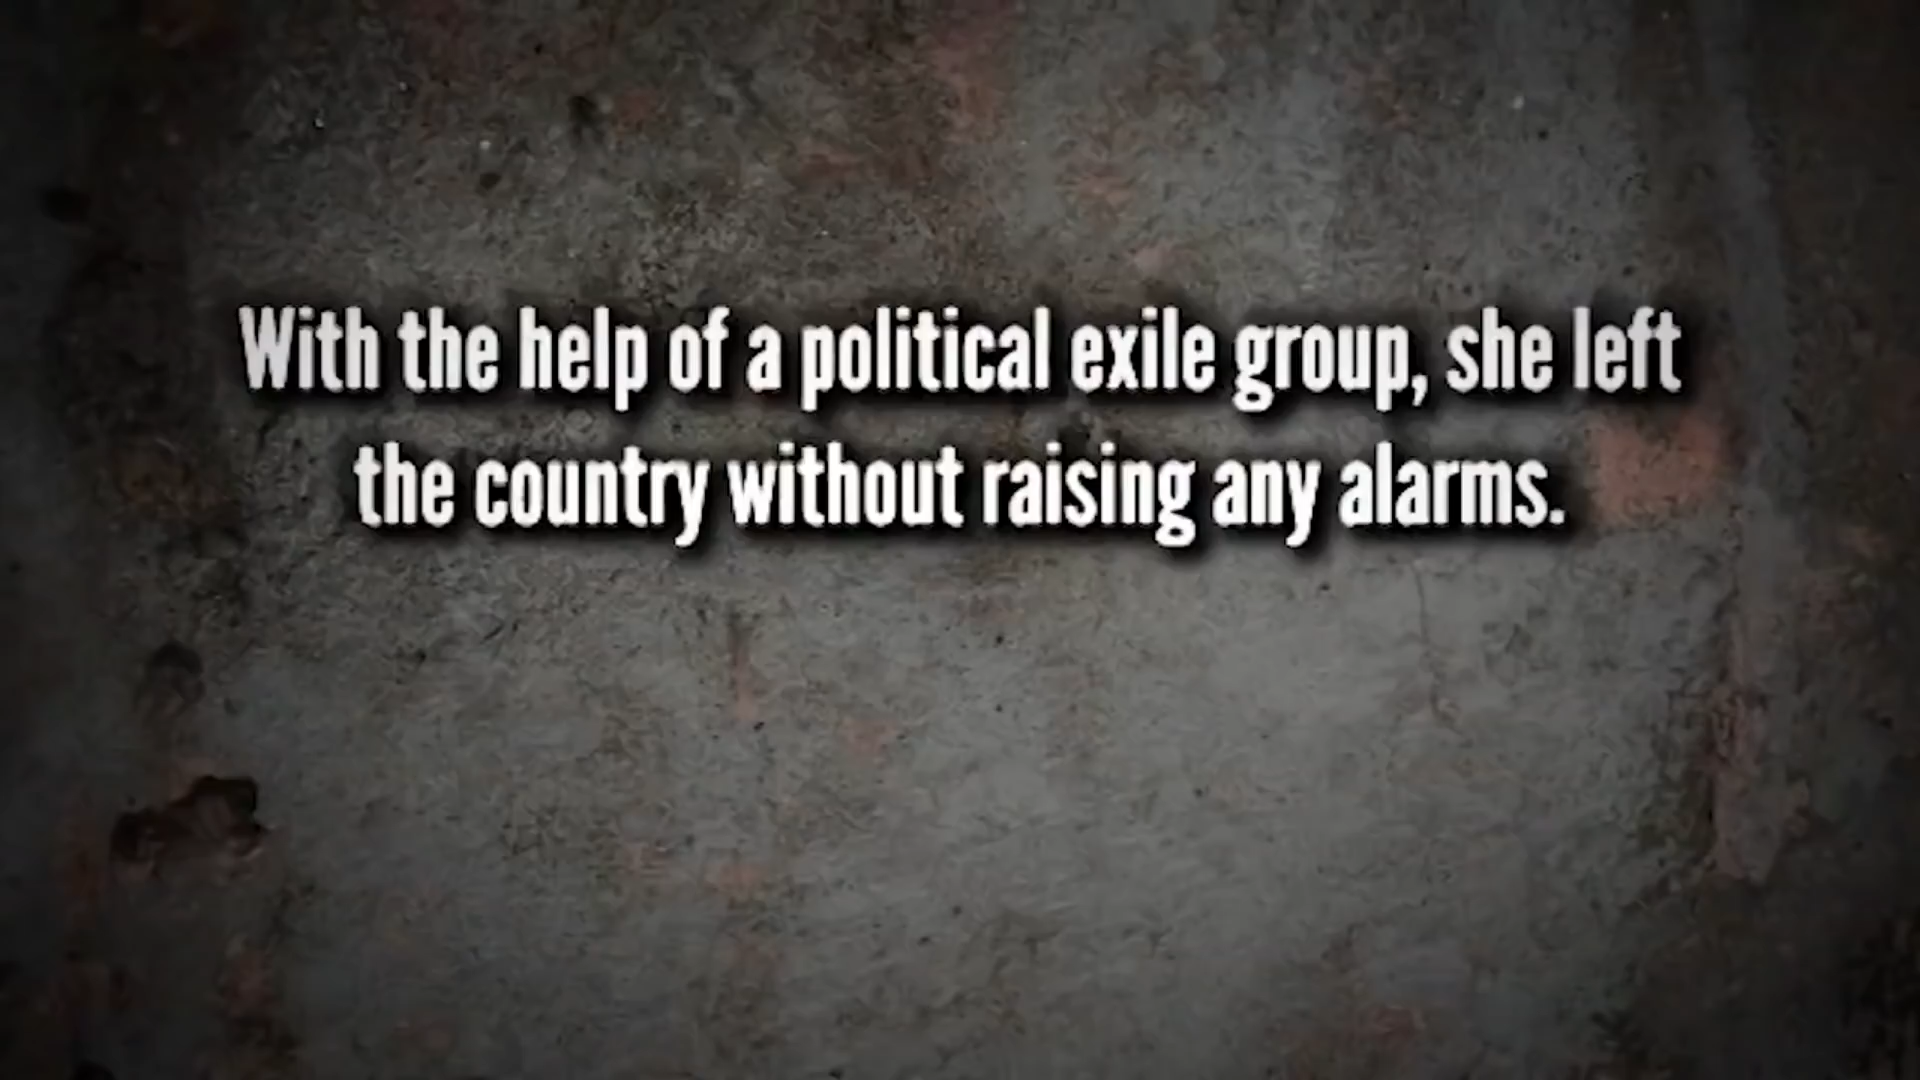 With the help of a political exile group, she left
the country without raising any alarms.